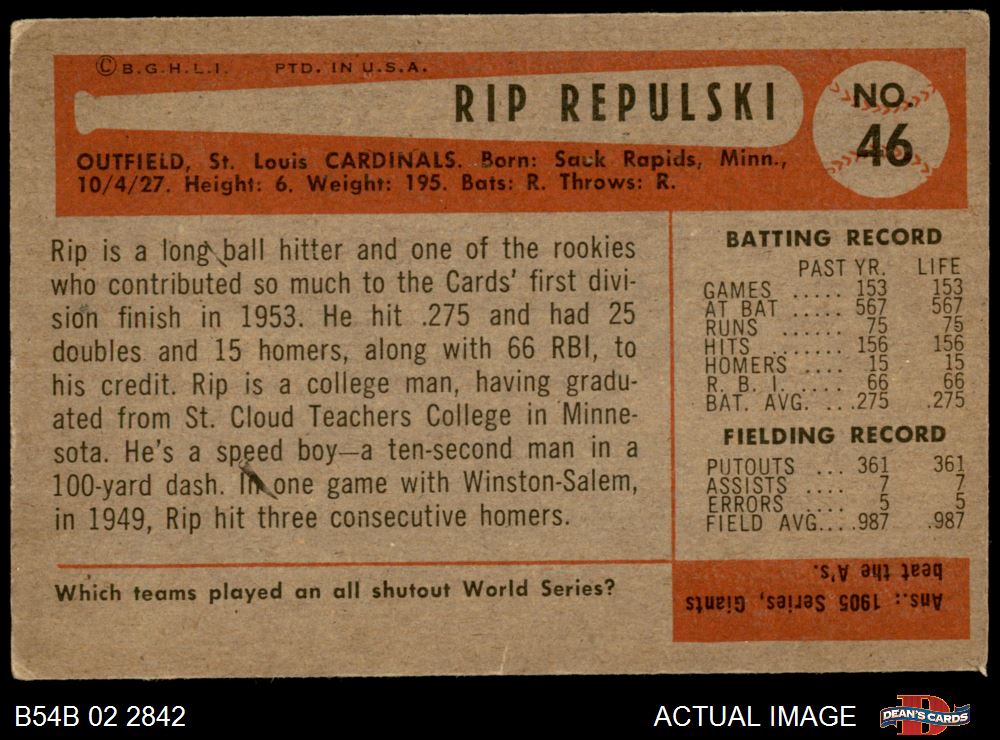 © B.G.H.L.I. PTD. IN U.S.A.
RIP REPULSKI
NO.
46
OUTFIELD, St. Louis CARDINALS. Born: Sauk Rapids, Minn.,
10/4/27. Height: 6. Weight: 195. Bats: R. Throws: R.
Rip is a long ball hitter and one of the rookies
who contributed so much to the Cards' first divi-
sion finish in 1953. He hit .275 and had 25
doubles and 15 homers, along with 66 RBI, to
his credit. Rip is a college man, having gradu-
ated from St. Cloud Teachers College in Minne-
sota. He's a speed boy—a ten-second man in a
100-yard dash. In one game with Winston-Salem,
in 1949, Rip hit three consecutive homers.
BATTING RECORD
PAST YR. LIFE
GAMES ..... 153 153
AT BAT ..... 567 567
RUNS ...... 75 75
HITS ....... 156 156
HOMERS .... 15 15
R. B. I. .... 66 66
BAT. AVG. ... .275 .275
FIELDING RECORD
PUTOUTS ... 361 361
ASSISTS .... 7 7
ERRORS .... 5 5
FIELD AVG. ... .987 .987
Which teams played an all shutout World Series?
Ans.: 1905 Series, Giants
beat the A's.
B54B 02 2842
ACTUAL IMAGE
DEAN'S CARDS